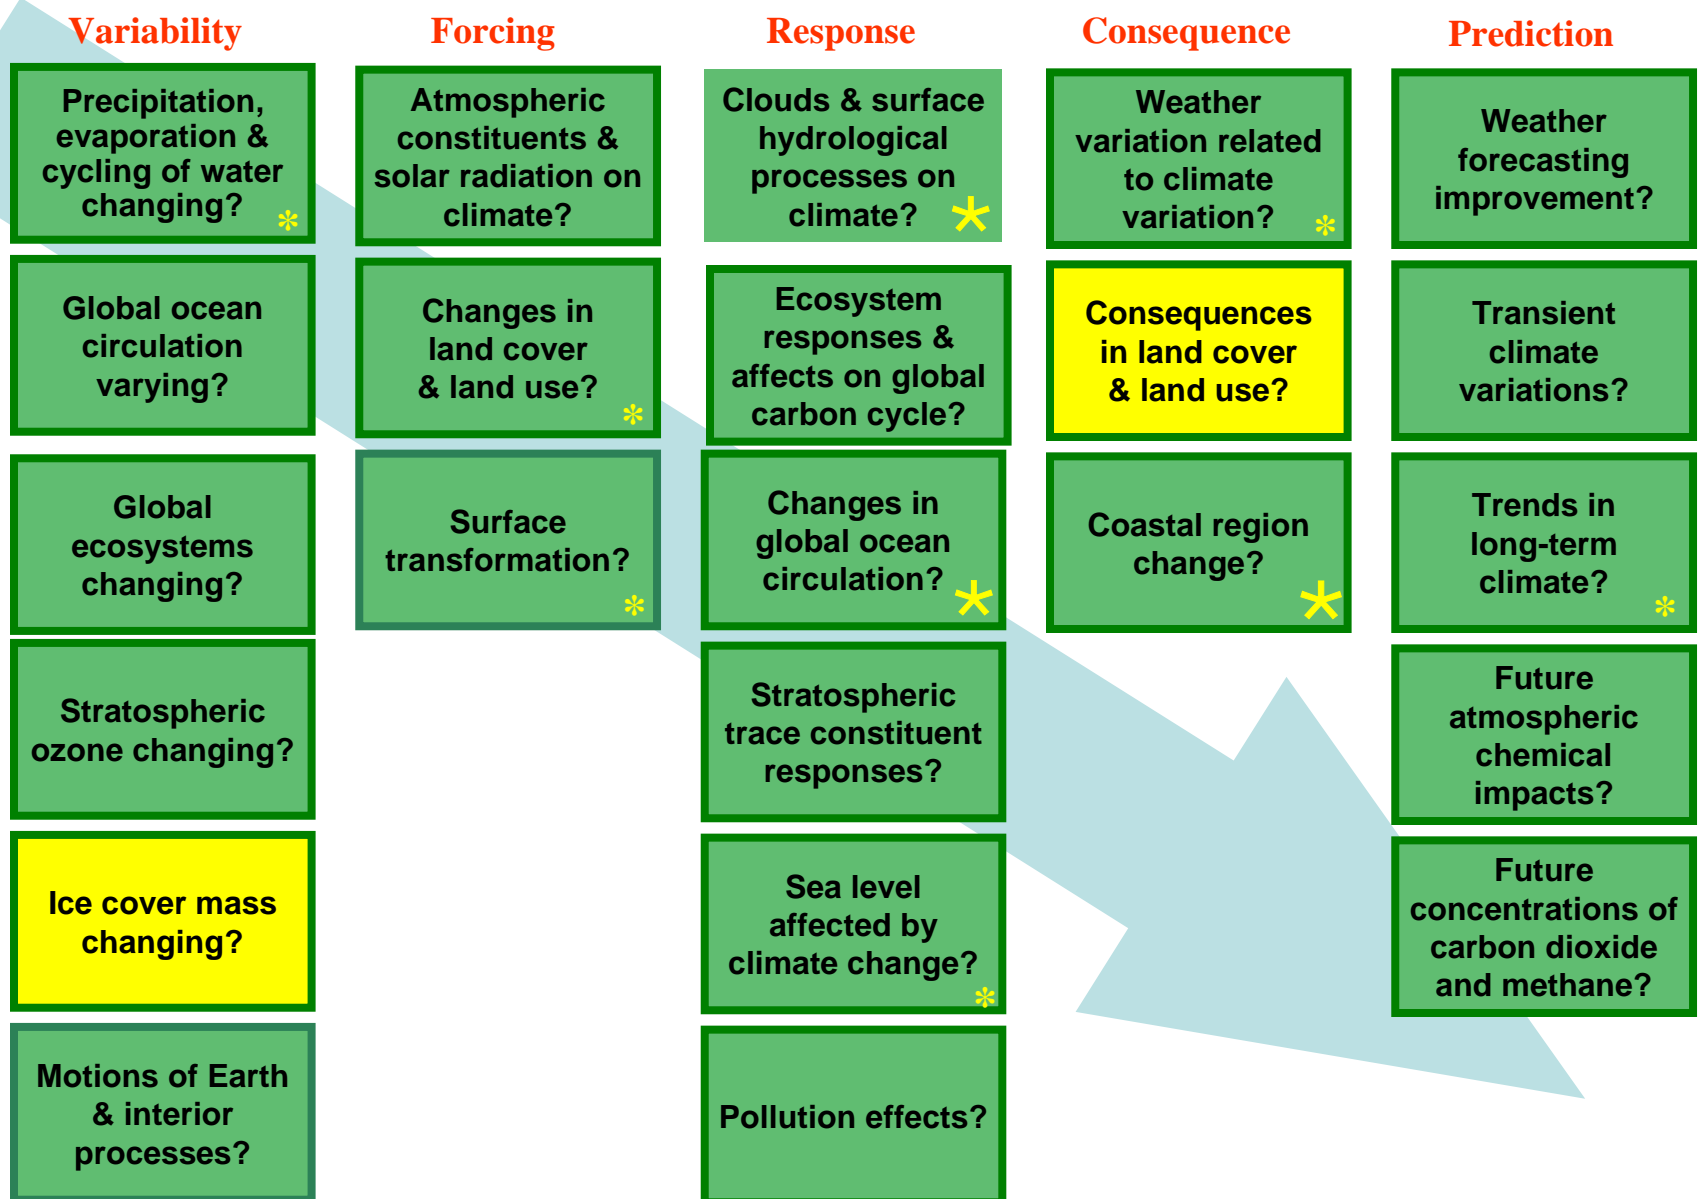 Variability
Precipitation,
evaporation &
cycling of water
changing?
*
Global ocean
circulation
varying?
Global
ecosystems
changing?
Stratospheric
ozone changing?
Ice cover mass
changing?
Motions of Earth
& interior
processes?
Forcing
Atmospheric
constituents &
solar radiation on
climate?
Changes in
land cover
& land use?
*
Surface
transformation?
*
Response
Clouds & surface
hydrological
processes on
climate?
*
Ecosystem
responses &
affects on global
carbon cycle?
Changes in
global ocean
circulation?
*
Stratospheric
trace constituent
responses?
Sea level
affected by
climate change?
*
Pollution effects?
Consequence
Weather
variation related
to climate
variation?
*
Consequences
in land cover
& land use?
Coastal region
change?
*
Prediction
Weather
forecasting
improvement?
Transient
climate
variations?
Trends in
long-term
climate?
*
Future
atmospheric
chemical
impacts?
Future
concentrations of
carbon dioxide
and methane?